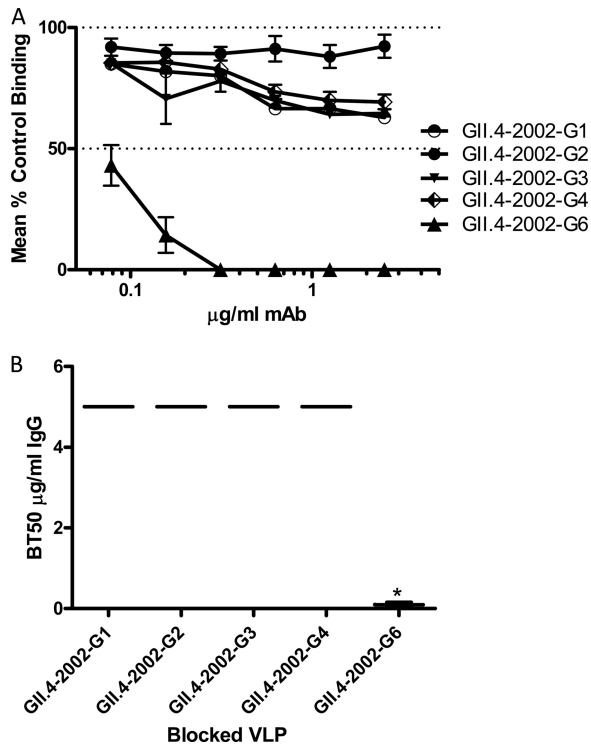 A
100
50
0
Mean % Control Binding
0.1
1
µg/ml mAb
GII.4-2002-G1
GII.4-2002-G2
GII.4-2002-G3
GII.4-2002-G4
GII.4-2002-G6
B
6
4
2
0
BT50 µg/ml IgG
*
GII.4-2002-G1
GII.4-2002-G2
GII.4-2002-G3
GII.4-2002-G4
GII.4-2002-G6
Blocked VLP